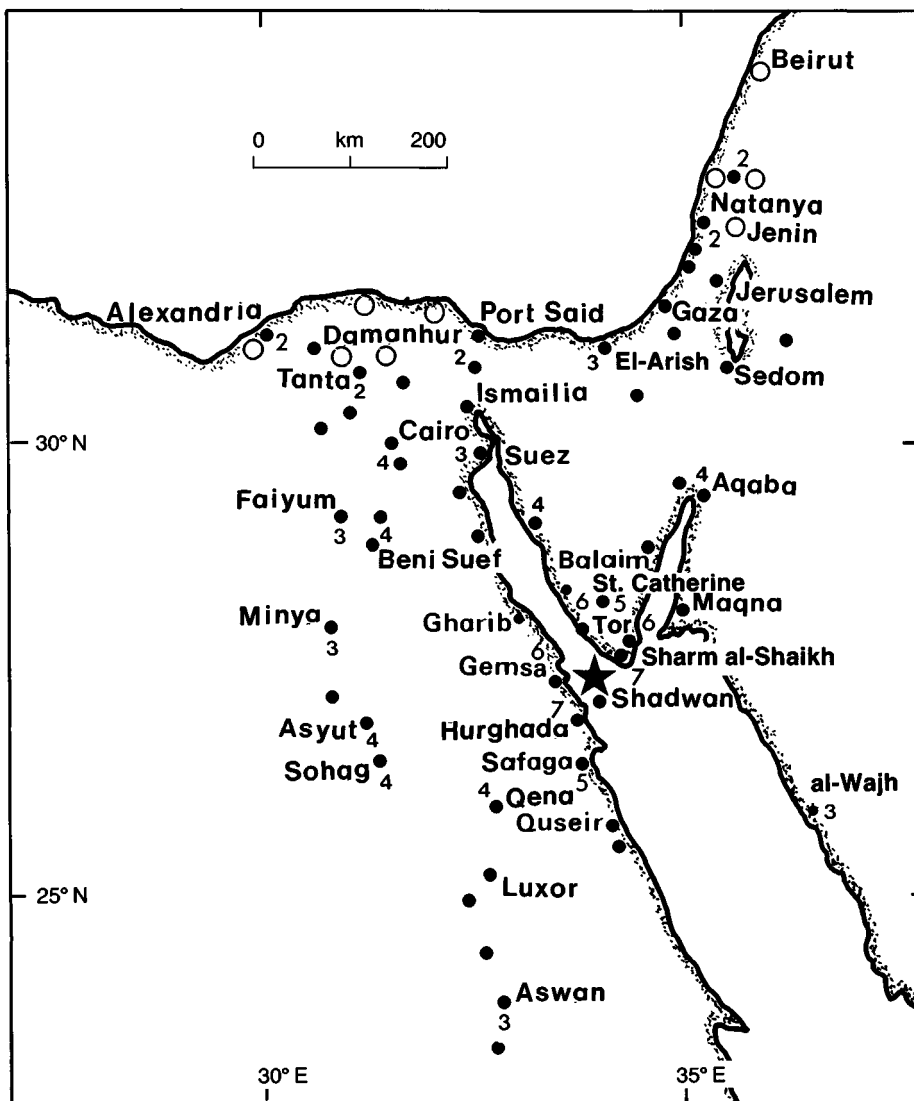 Beirut
0 km 200
2
Natanya
Jenin
2
Alexandria
Port Said
Jerusalem
Gaza
2
Damanhur
2
3
El-Arish
Sedom
Tanta 2
Ismailia
30° N
Cairo
3
Suez
4
4
Aqaba
Faiyum
3
4
4
Beni Suef
Balaim
St. Catherine
6
5
Maqna
Minya
3
Gharib
Tor
6
6
Sharm al-Shaikh
Gemsa
7
Shadwan
7
Asyut
4
Hurghada
Sohag
4
Safaga
5
al-Wajh
3
4
Qena
Quseir
25° N
Luxor
Aswan
3
30° E
35° E